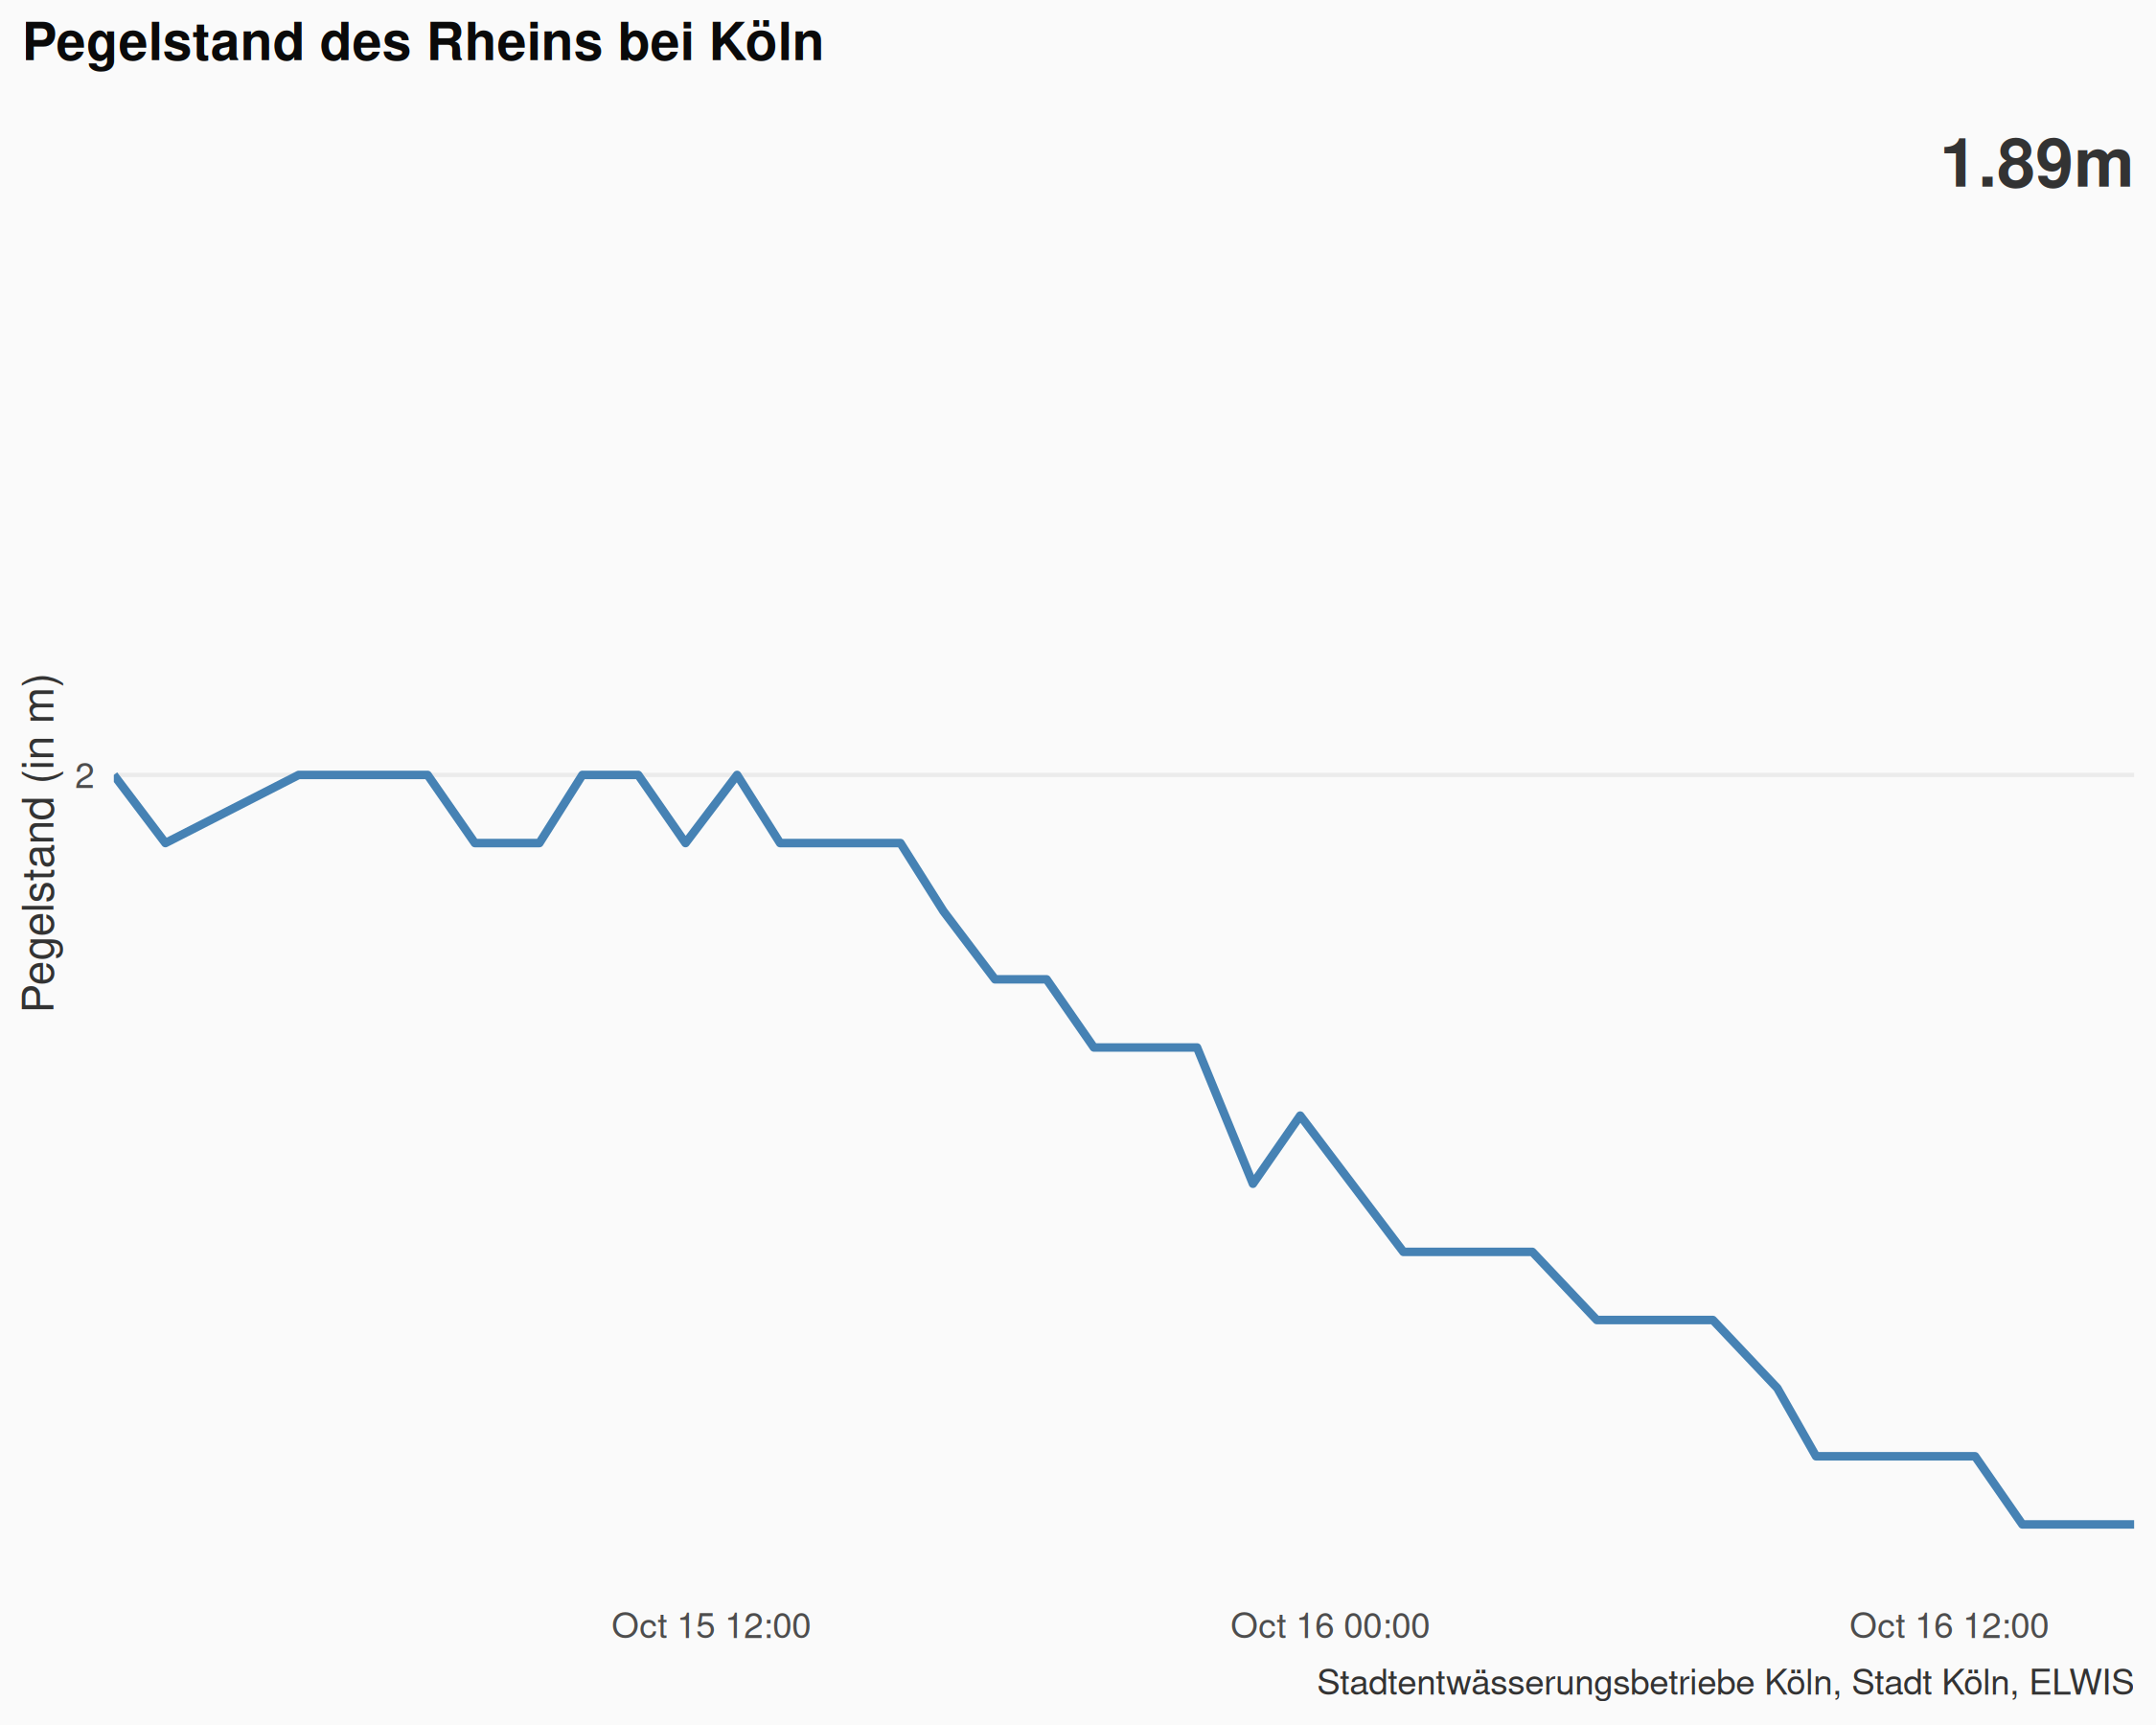 Pegelstand des Rheins bei Köln
1.89m
Pegelstand (in m)
2
Oct 15 12:00
Oct 16 00:00
Oct 16 12:00
Stadtentwässerungsbetriebe Köln, Stadt Köln, ELWIS